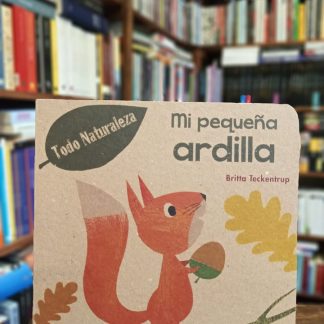 Todo Naturaleza
Mi pequeña
ardilla
Britta Teckentrup